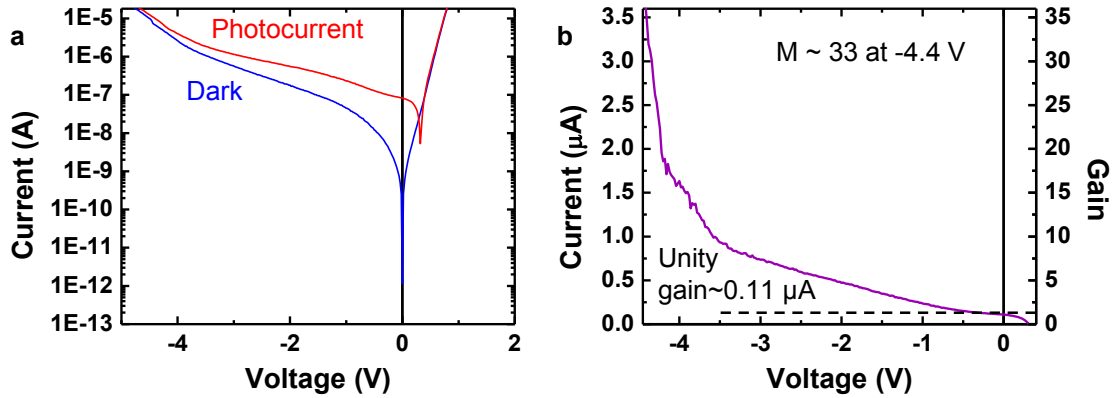 a
Photocurrent
Dark
1E-5
1E-6
1E-7
1E-8
1E-9
1E-10
1E-11
1E-12
1E-13
Current (A)
-4
-2
0
2
Voltage (V)
b
M ~ 33 at -4.4 V
3.5
3.0
2.5
2.0
1.5
1.0
0.5
0.0
Current (μA)
Unity
gain~0.11 μA
35
30
25
20
15
10
5
0
Gain
-4
-3
-2
-1
0
Voltage (V)